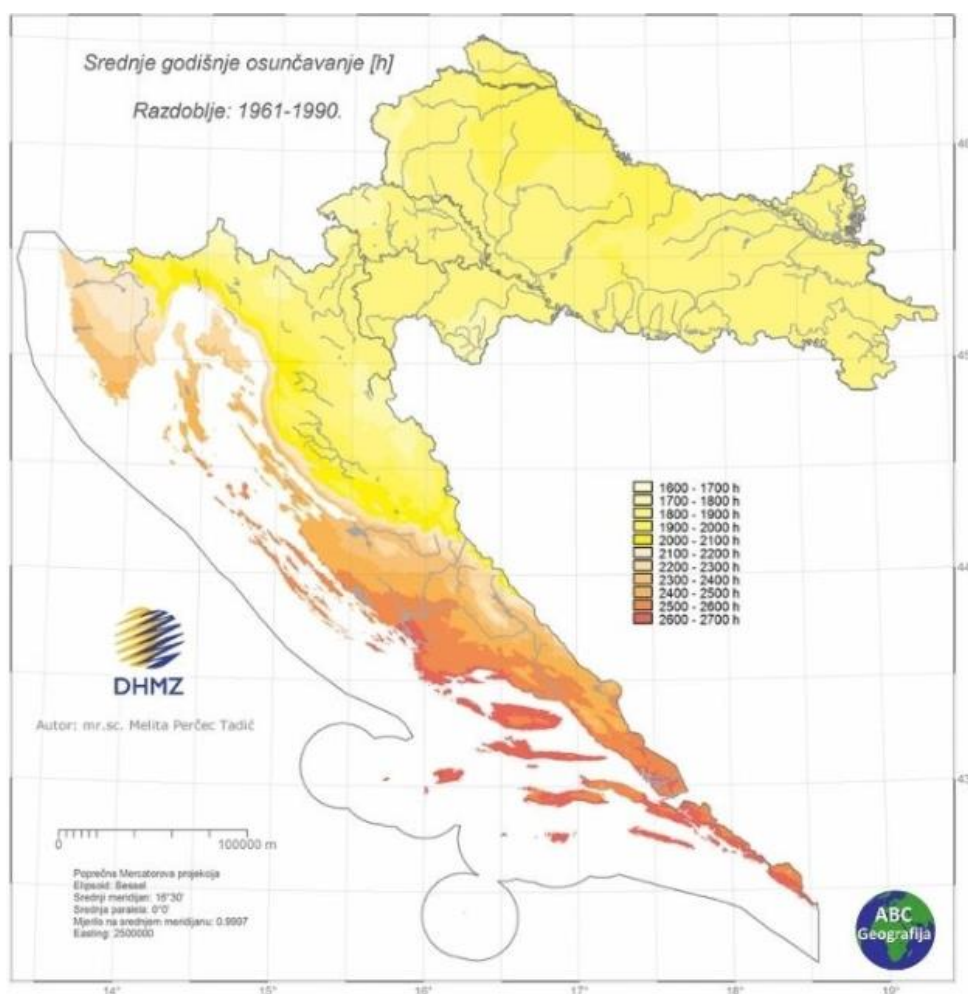 Srednje godišnje osunčavanje [h]
Razdoblje: 1961-1990.
46
45
1600 - 1700 h
1700 - 1800 h
1800 - 1900 h
1900 - 2000 h
2000 - 2100 h
2100 - 2200 h
2200 - 2300 h
2300 - 2400 h
2400 - 2500 h
2500 - 2600 h
2600 - 2700 h
44
DHMZ
Autor: mr.sc. Melita Perčec Tadić
43
0 100000 m
Poprečna Mercatorova projekcija
Elipsoid: Bessel
Srednji meridijan: 16°30'
Srednja paralela: 0°0'
Mjerilo na srednjem meridijanu: 0.9997
Easting: 2500000
ABC
Geografija
14° 15° 16° 17° 18° 19°